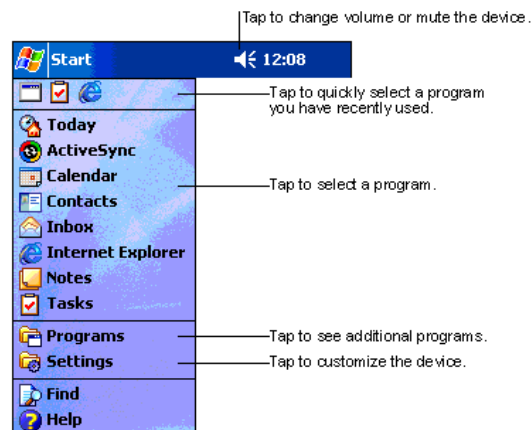 Tap to change volume or mute the device.
Start 12:08
Tap to quickly select a program
you have recently used.
Today
ActiveSync
Calendar
Tap to select a program.
Contacts
Inbox
Internet Explorer
Notes
Tasks
Programs
Tap to see additional programs.
Settings
Tap to customize the device.
Find
Help